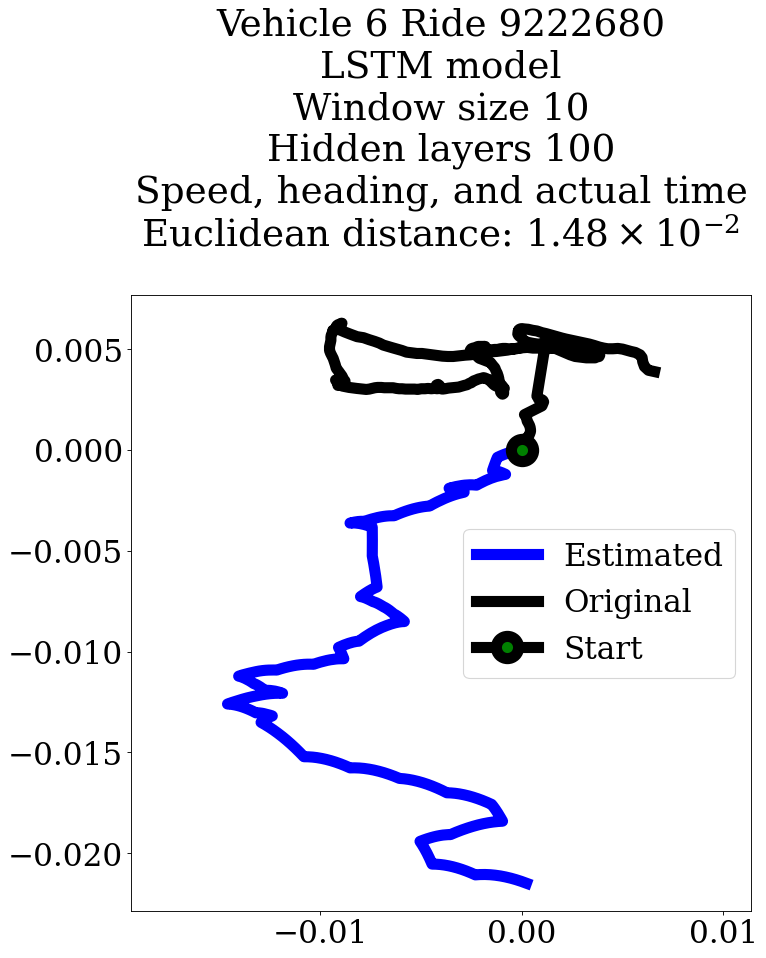 Vehicle 6 Ride 9222680
LSTM model
Window size 10
Hidden layers 100
Speed, heading, and actual time
Euclidean distance: 1.48 × 10⁻²
0.005
0.000
−0.005
−0.010
−0.015
−0.020
Estimated
Original
Start
−0.01
0.00
0.01